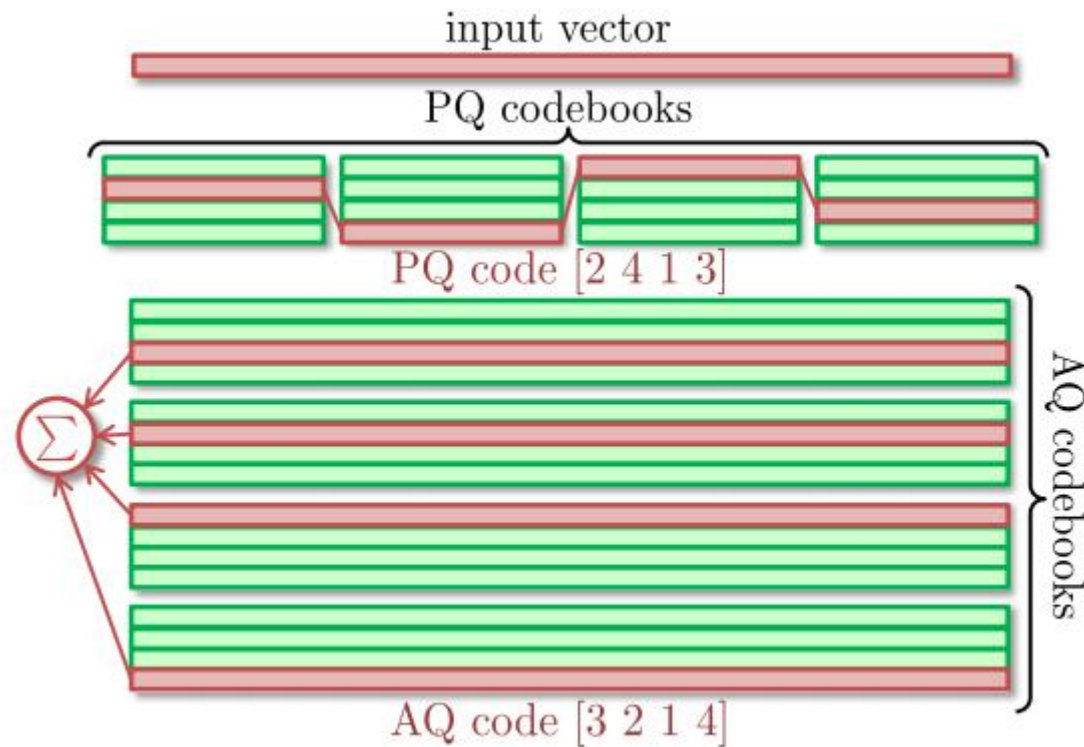 input vector
PQ codebooks
PQ code [2 4 1 3]
∑
AQ codebooks
AQ code [3 2 1 4]